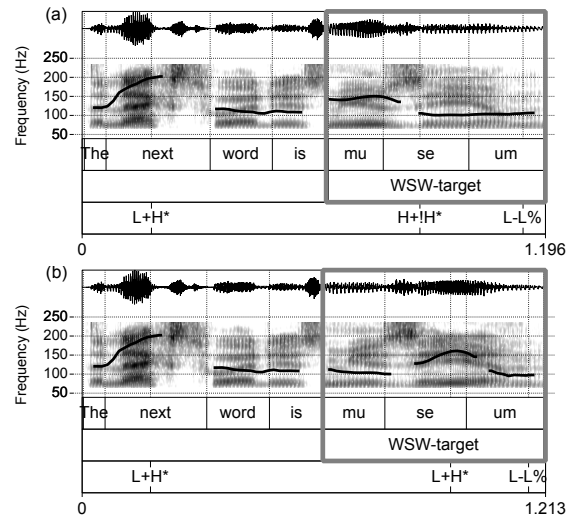 (a)
Frequency (Hz)
250
200
150
100
50
The next word is mu se um
WSW-target
L+H* H+!H* L-L%
0 1.196
(b)
Frequency (Hz)
250
200
150
100
50
The next word is mu se um
WSW-target
L+H* L+H* L-L%
0 1.213